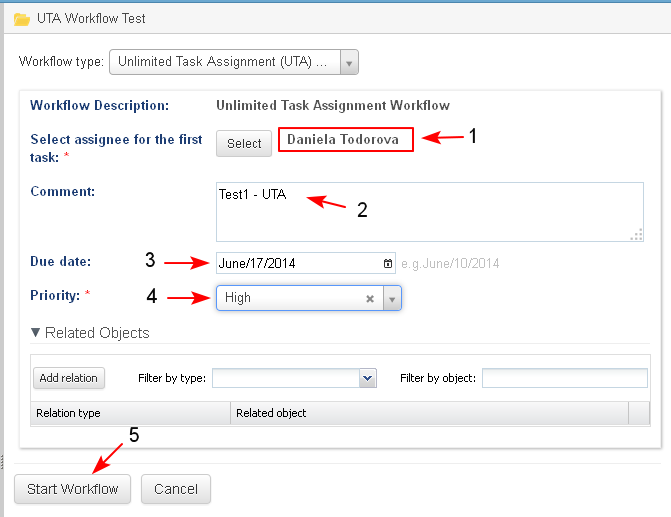 UTA Workflow Test
Workflow type: Unlimited Task Assignment (UTA) ...
Workflow Description: Unlimited Task Assignment Workflow
Select assignee for the first task: * Select Daniela Todorova 1
Comment: Test1 - UTA 2
Due date: 3 June/17/2014 e.g.June/10/2014
Priority: * 4 High
Related Objects
Add relation Filter by type: Filter by object:
Relation type Related object
5
Start Workflow Cancel